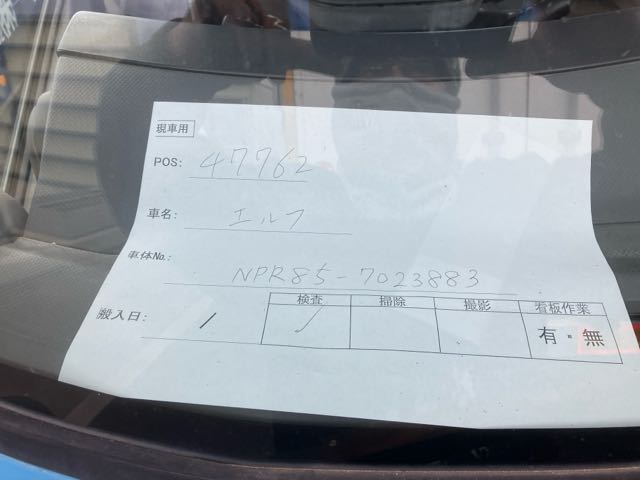 現車用
POS: 47762
車名: エルフ
車体No.: NPR85-7023883
搬入日: /
検査 掃除 撮影 看板作業
✓ 有・無